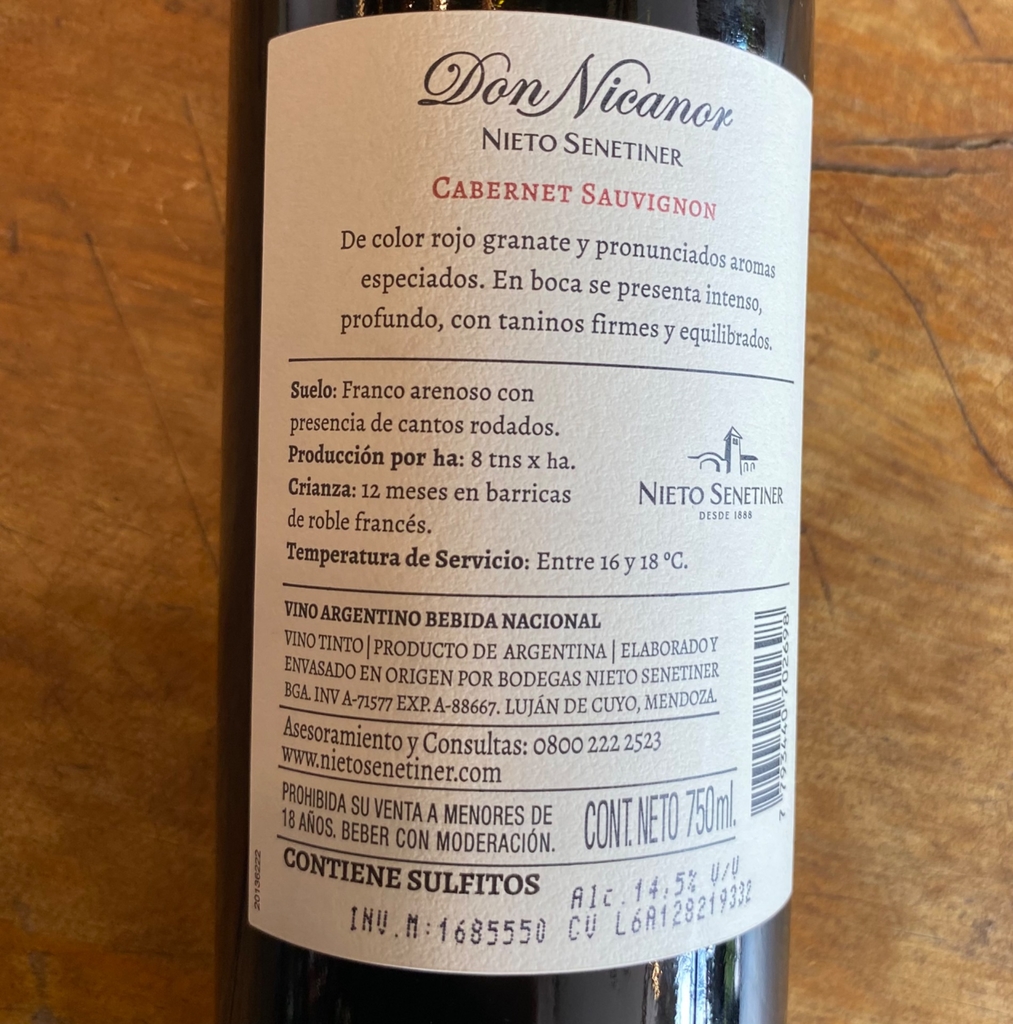 Don Nicanor
NIETO SENETINER
CABERNET SAUVIGNON
De color rojo granate y pronunciados aromas
especiados. En boca se presenta intenso,
profundo, con taninos firmes y equilibrados.
Suelo: Franco arenoso con
presencia de cantos rodados.
Producción por ha: 8 tns x ha.
Crianza: 12 meses en barricas
de roble francés.
Temperatura de Servicio: Entre 16 y 18 ºC.
NIETO SENETINER
DESDE 1888
VINO ARGENTINO BEBIDA NACIONAL
VINO TINTO | PRODUCTO DE ARGENTINA | ELABORADO Y
ENVASADO EN ORIGEN POR BODEGAS NIETO SENETINER
BGA. INV A-71577 EXP. A-88667. LUJÁN DE CUYO, MENDOZA.
Asesoramiento y Consultas: 0800 222 2523
www.nietosenetiner.com
PROHIBIDA SU VENTA A MENORES DE
18 AÑOS. BEBER CON MODERACIÓN.
CONT. NETO 750ml.
7 793440 702698
CONTIENE SULFITOS
Alc.14.5% V/V
INV.M:1685550 CV L6A128219332
20136222